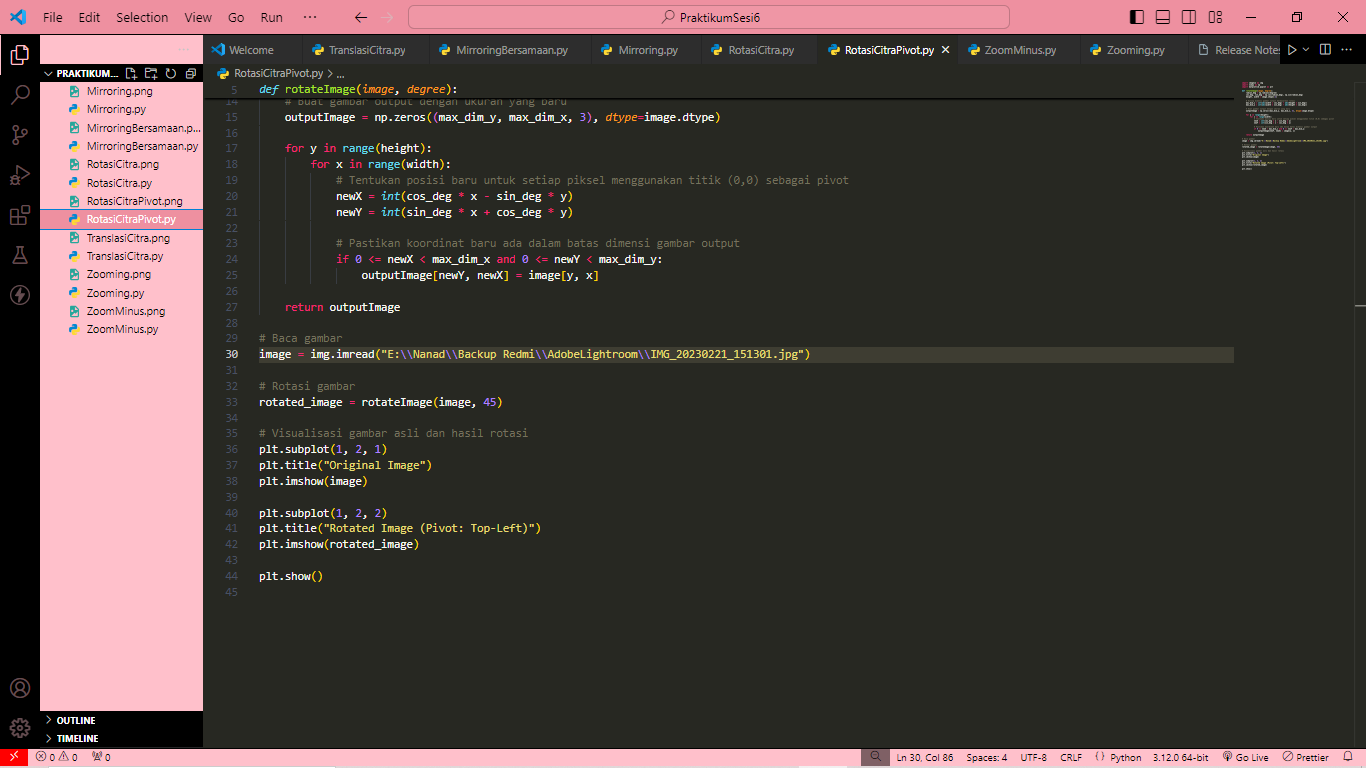 File Edit Selection View Go Run ··· PraktikumSesi6
Welcome TranslasiCitra.py MirroringBersamaan.py Mirroring.py RotasiCitra.py RotasiCitraPivot.py ZoomMinus.py Zooming.py Release Notes
PRAKTIKUM...
Mirroring.png
Mirroring.py
MirroringBersamaan.p...
MirroringBersamaan.py
RotasiCitra.png
RotasiCitra.py
RotasiCitraPivot.png
RotasiCitraPivot.py
TranslasiCitra.png
TranslasiCitra.py
Zooming.png
Zooming.py
ZoomMinus.png
ZoomMinus.py
OUTLINE
TIMELINE
RotasiCitraPivot.py > ...
5 def rotateImage(image, degree):
14 # Buat gambar output dengan ukuran yang baru
15 outputImage = np.zeros((max_dim_y, max_dim_x, 3), dtype=image.dtype)
16
17 for y in range(height):
18 for x in range(width):
19 # Tentukan posisi baru untuk setiap piksel menggunakan titik (0,0) sebagai pivot
20 newX = int(cos_deg * x - sin_deg * y)
21 newY = int(sin_deg * x + cos_deg * y)
22
23 # Pastikan koordinat baru ada dalam batas dimensi gambar output
24 if 0 <= newX < max_dim_x and 0 <= newY < max_dim_y:
25 outputImage[newY, newX] = image[y, x]
26
27 return outputImage
28
29 # Baca gambar
30 image = img.imread("E:\\Nanad\\Backup Redmi\\AdobeLightroom\\IMG_20230221_151301.jpg")
31
32 # Rotasi gambar
33 rotated_image = rotateImage(image, 45)
34
35 # Visualisasi gambar asli dan hasil rotasi
36 plt.subplot(1, 2, 1)
37 plt.title("Original Image")
38 plt.imshow(image)
39
40 plt.subplot(1, 2, 2)
41 plt.title("Rotated Image (Pivot: Top-Left)")
42 plt.imshow(rotated_image)
43
44 plt.show()
45
0 0 0 Ln 30, Col 86 Spaces: 4 UTF-8 CRLF Python 3.12.0 64-bit Go Live Prettier